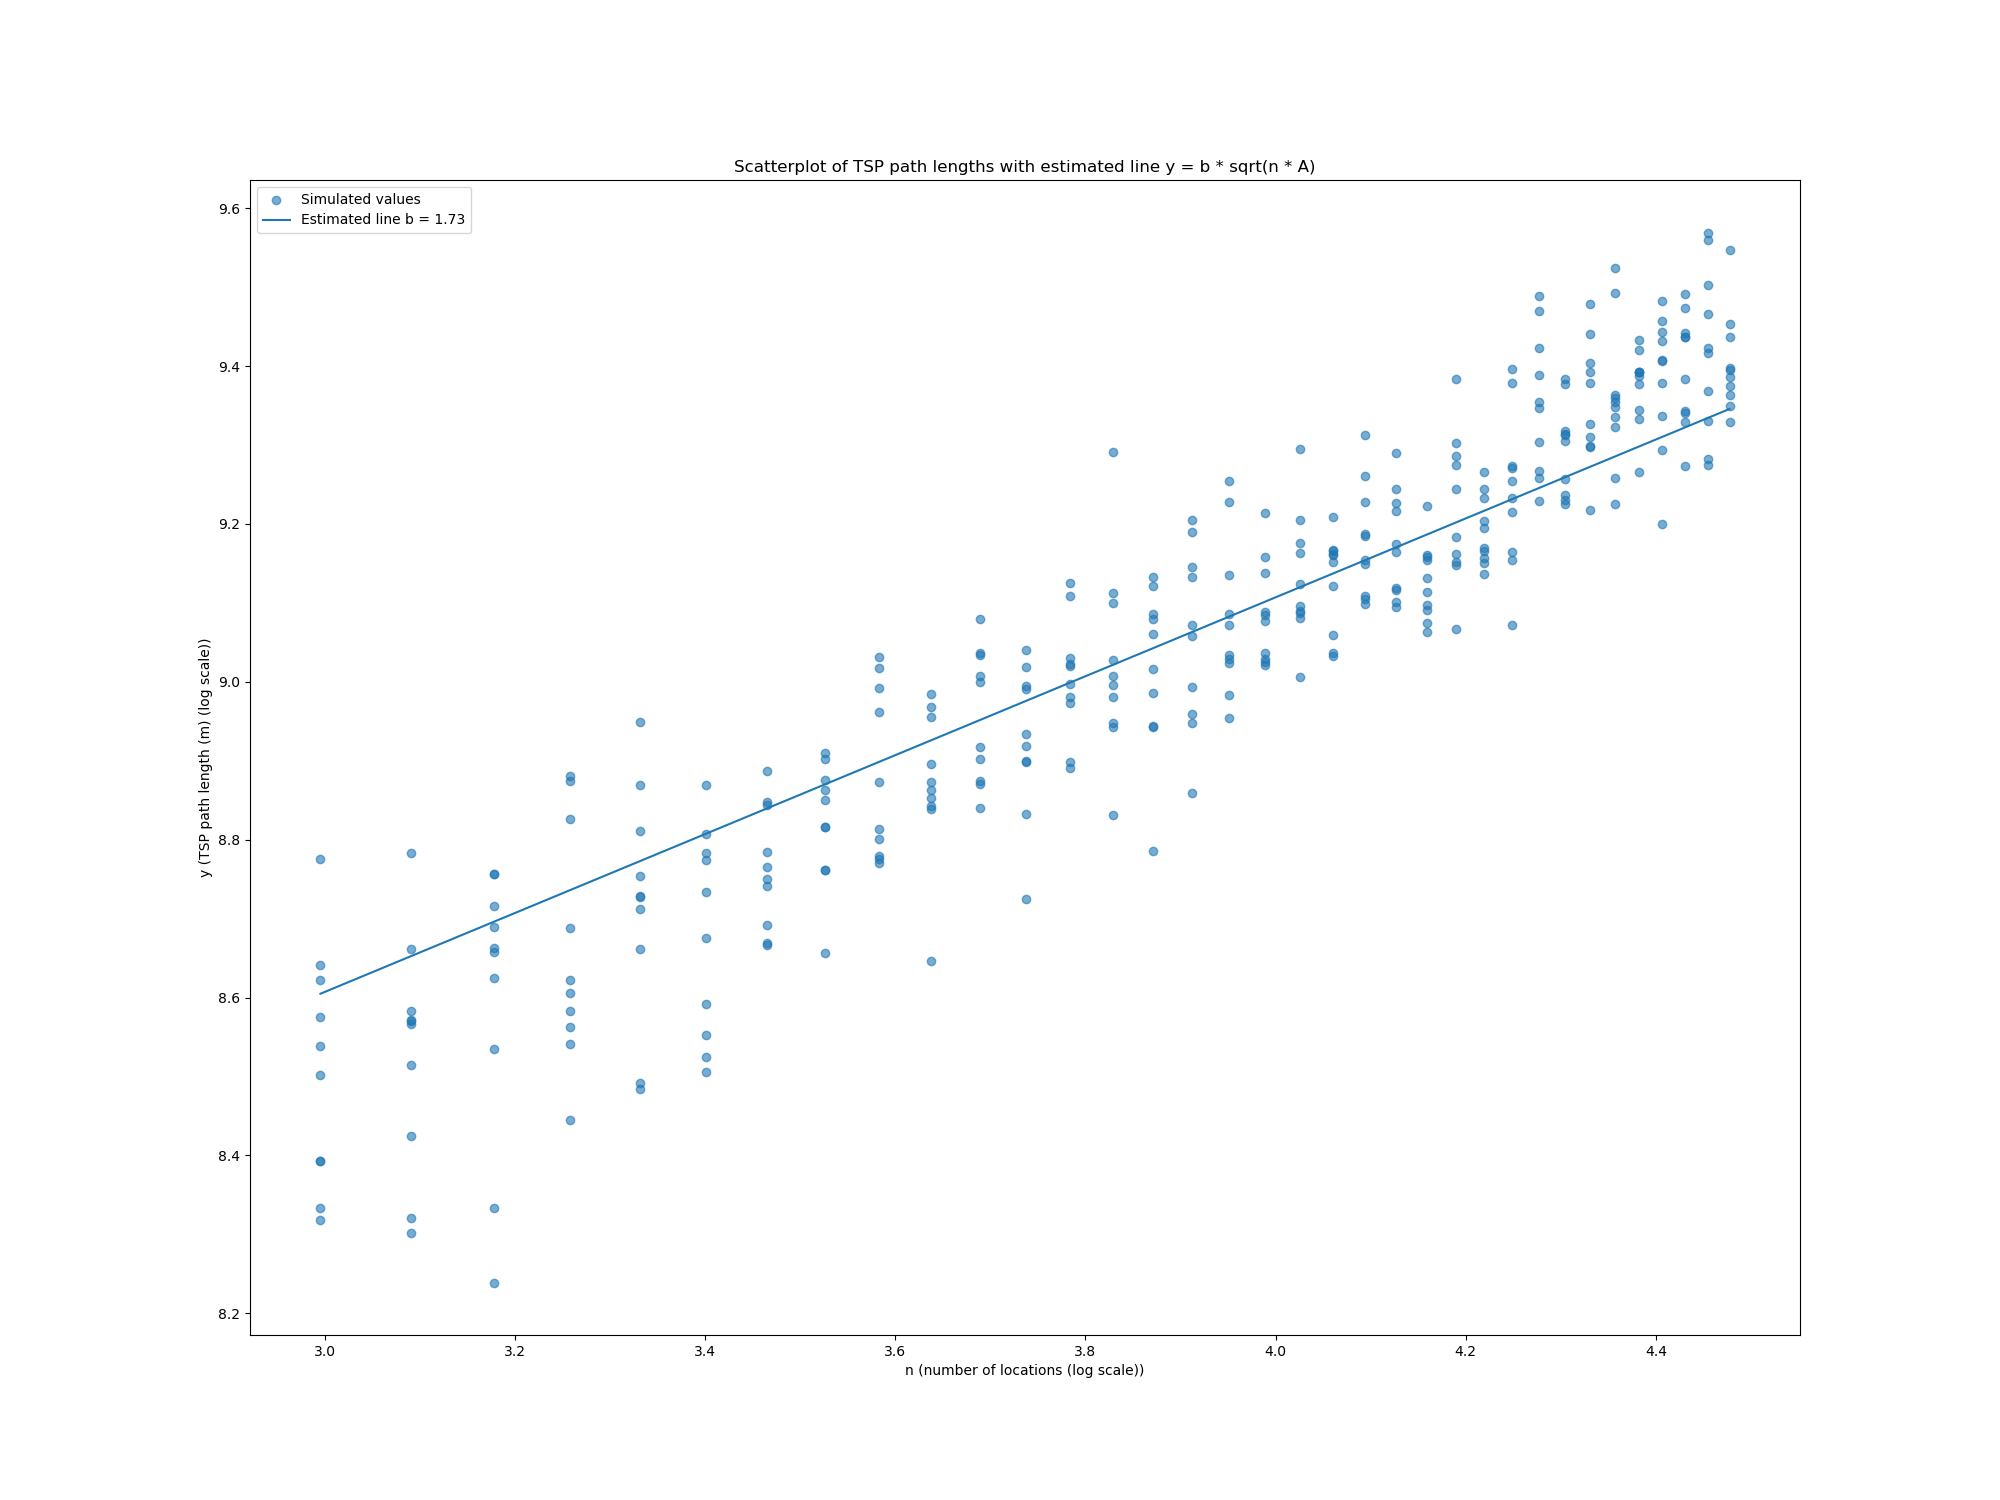 Scatterplot of TSP path lengths with estimated line y = b * sqrt(n * A)
Simulated values
Estimated line b = 1.73
9.6
9.4
9.2
9.0
8.8
8.6
8.4
8.2
y (TSP path length (m) (log scale))
3.0 3.2 3.4 3.6 3.8 4.0 4.2 4.4
n (number of locations (log scale))